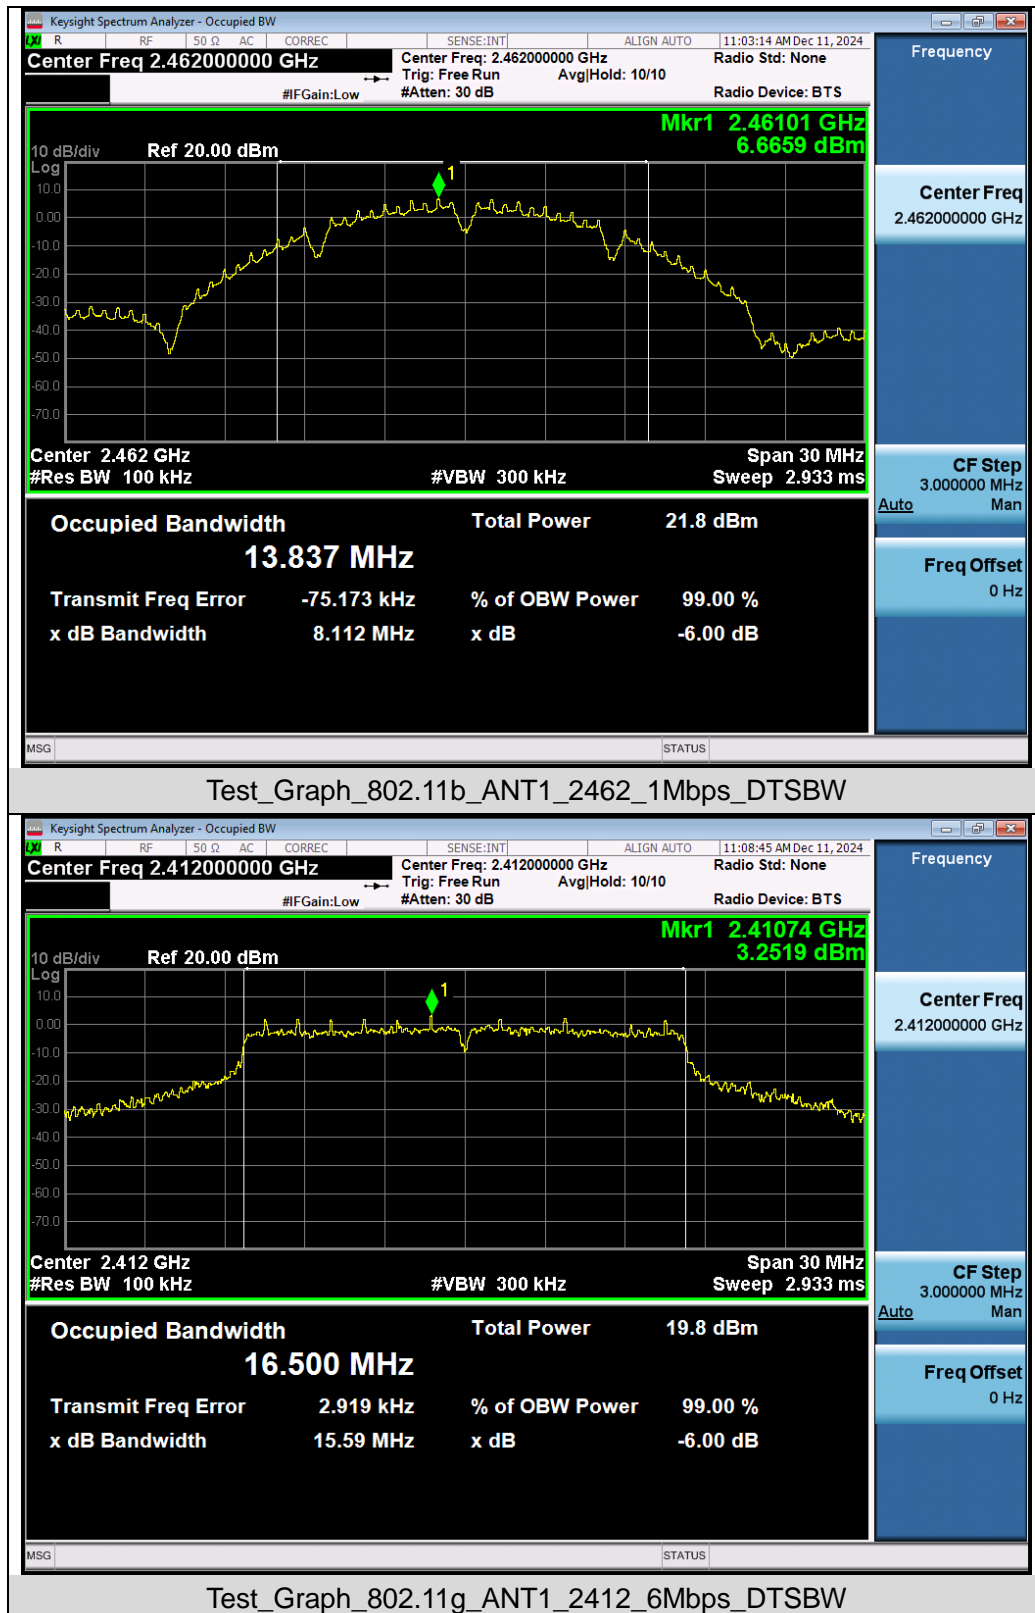 Keysight Spectrum Analyzer - Occupied BW
LXI R RF 50 Ω AC CORREC SENSE:INT ALIGN AUTO 11:03:14 AM Dec 11, 2024
Center Freq 2.462000000 GHz
Center Freq: 2.462000000 GHz
Radio Std: None
Trig: Free Run Avg|Hold: 10/10
#IFGain:Low
#Atten: 30 dB
Radio Device: BTS
Frequency
Mkr1 2.46101 GHz
6.6659 dBm
10 dB/div Ref 20.00 dBm
Log
1
10.0
0.00
-10.0
-20.0
-30.0
-40.0
-50.0
-60.0
-70.0
Center 2.462 GHz Span 30 MHz
#Res BW 100 kHz #VBW 300 kHz Sweep 2.933 ms
Center Freq
2.462000000 GHz
CF Step
3.000000 MHz
Auto Man
Freq Offset
0 Hz
Occupied Bandwidth Total Power 21.8 dBm
13.837 MHz
Transmit Freq Error -75.173 kHz % of OBW Power 99.00 %
x dB Bandwidth 8.112 MHz x dB -6.00 dB
MSG STATUS
Test_Graph_802.11b_ANT1_2462_1Mbps_DTSBW
Keysight Spectrum Analyzer - Occupied BW
LXI R RF 50 Ω AC CORREC SENSE:INT ALIGN AUTO 11:08:45 AM Dec 11, 2024
Center Freq 2.412000000 GHz
Center Freq: 2.412000000 GHz
Radio Std: None
Trig: Free Run Avg|Hold: 10/10
#IFGain:Low
#Atten: 30 dB
Radio Device: BTS
Frequency
Mkr1 2.41074 GHz
3.2519 dBm
10 dB/div Ref 20.00 dBm
Log
1
10.0
0.00
-10.0
-20.0
-30.0
-40.0
-50.0
-60.0
-70.0
Center 2.412 GHz Span 30 MHz
#Res BW 100 kHz #VBW 300 kHz Sweep 2.933 ms
Center Freq
2.412000000 GHz
CF Step
3.000000 MHz
Auto Man
Freq Offset
0 Hz
Occupied Bandwidth Total Power 19.8 dBm
16.500 MHz
Transmit Freq Error 2.919 kHz % of OBW Power 99.00 %
x dB Bandwidth 15.59 MHz x dB -6.00 dB
MSG STATUS
Test_Graph_802.11g_ANT1_2412_6Mbps_DTSBW